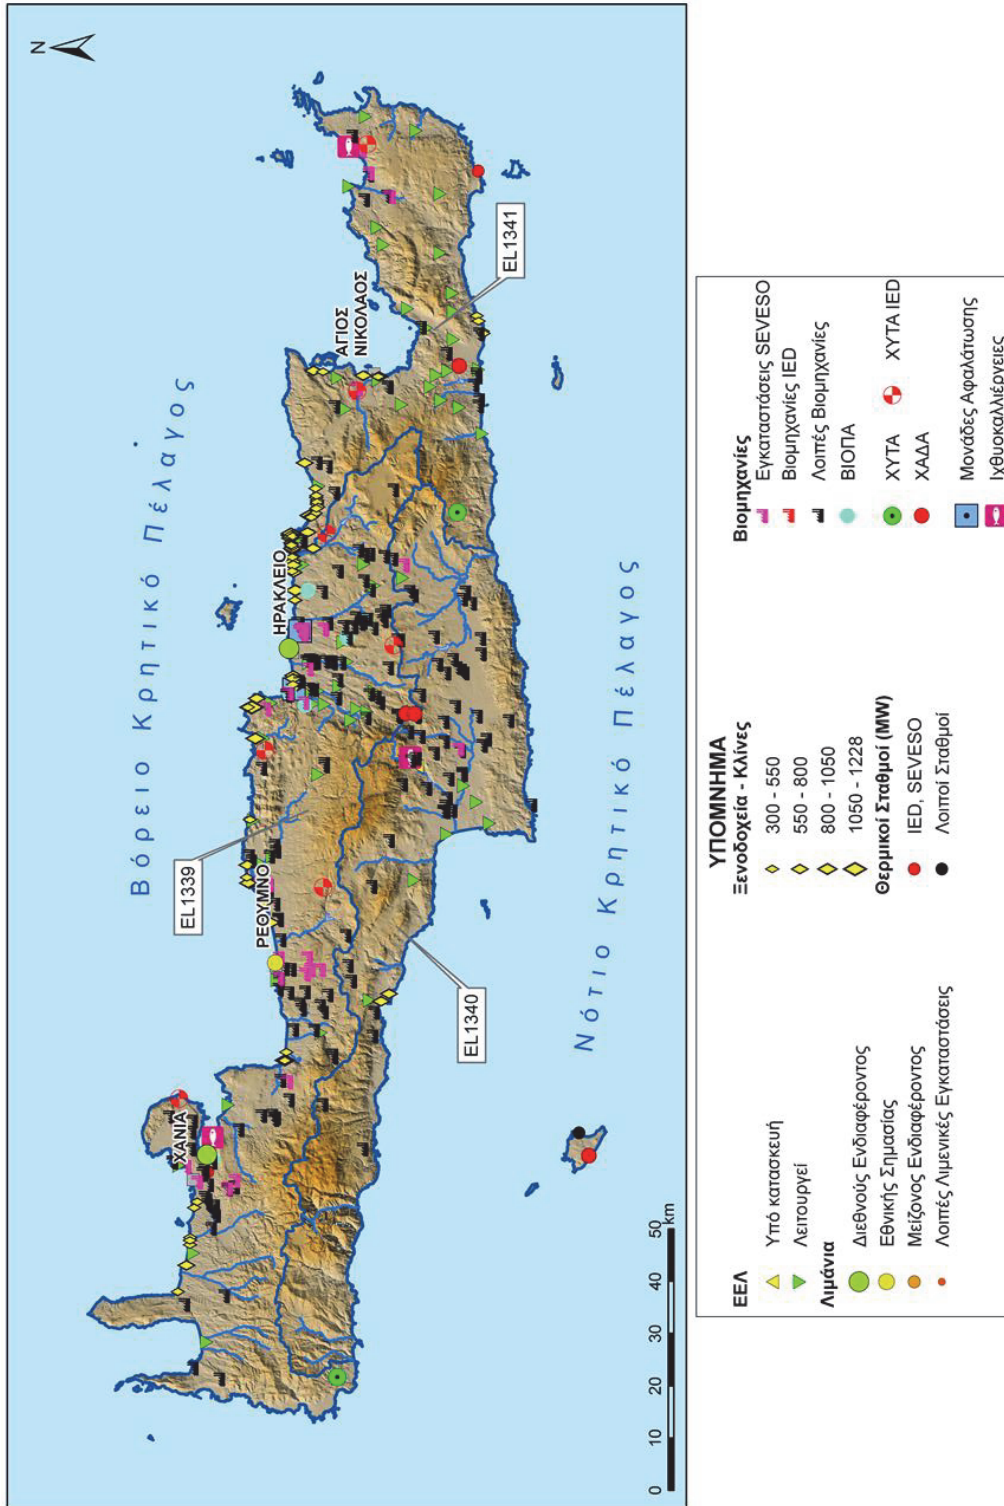 N
Βόρειο Κρητικό Πέλαγος
ΧΑΝΙΑ
ΡΕΘΥΜΝΟ
ΗΡΑΚΛΕΙΟ
ΑΓΙΟΣ
ΝΙΚΟΛΑΟΣ
EL1339
EL1340
EL1341
Νότιο Κρητικό Πέλαγος
0 10 20 30 40 50
km
ΥΠΟΜΝΗΜΑ
ΕΕΛ
Υπό κατασκευή
Λειτουργεί
Λιμάνια
Διεθνούς Ενδιαφέροντος
Εθνικής Σημασίας
Μείζονος Ενδιαφέροντος
Λοιπές Λιμενικές Εγκαταστάσεις
Ξενοδοχεία - Κλίνες
300 - 550
550 - 800
800 - 1050
1050 - 1228
Θερμικοί Σταθμοί (MW)
IED, SEVESO
Λοιποί Σταθμοί
Βιομηχανίες
Εγκαταστάσεις SEVESO
Βιομηχανίες IED
Λοιπές Βιομηχανίες
ΒΙΟΠΑ
ΧΥΤΑ
ΧΥΤΑ IED
ΧΑΔΑ
Μονάδες Αφαλάτωσης
Ιχθυοκαλλιέργειες